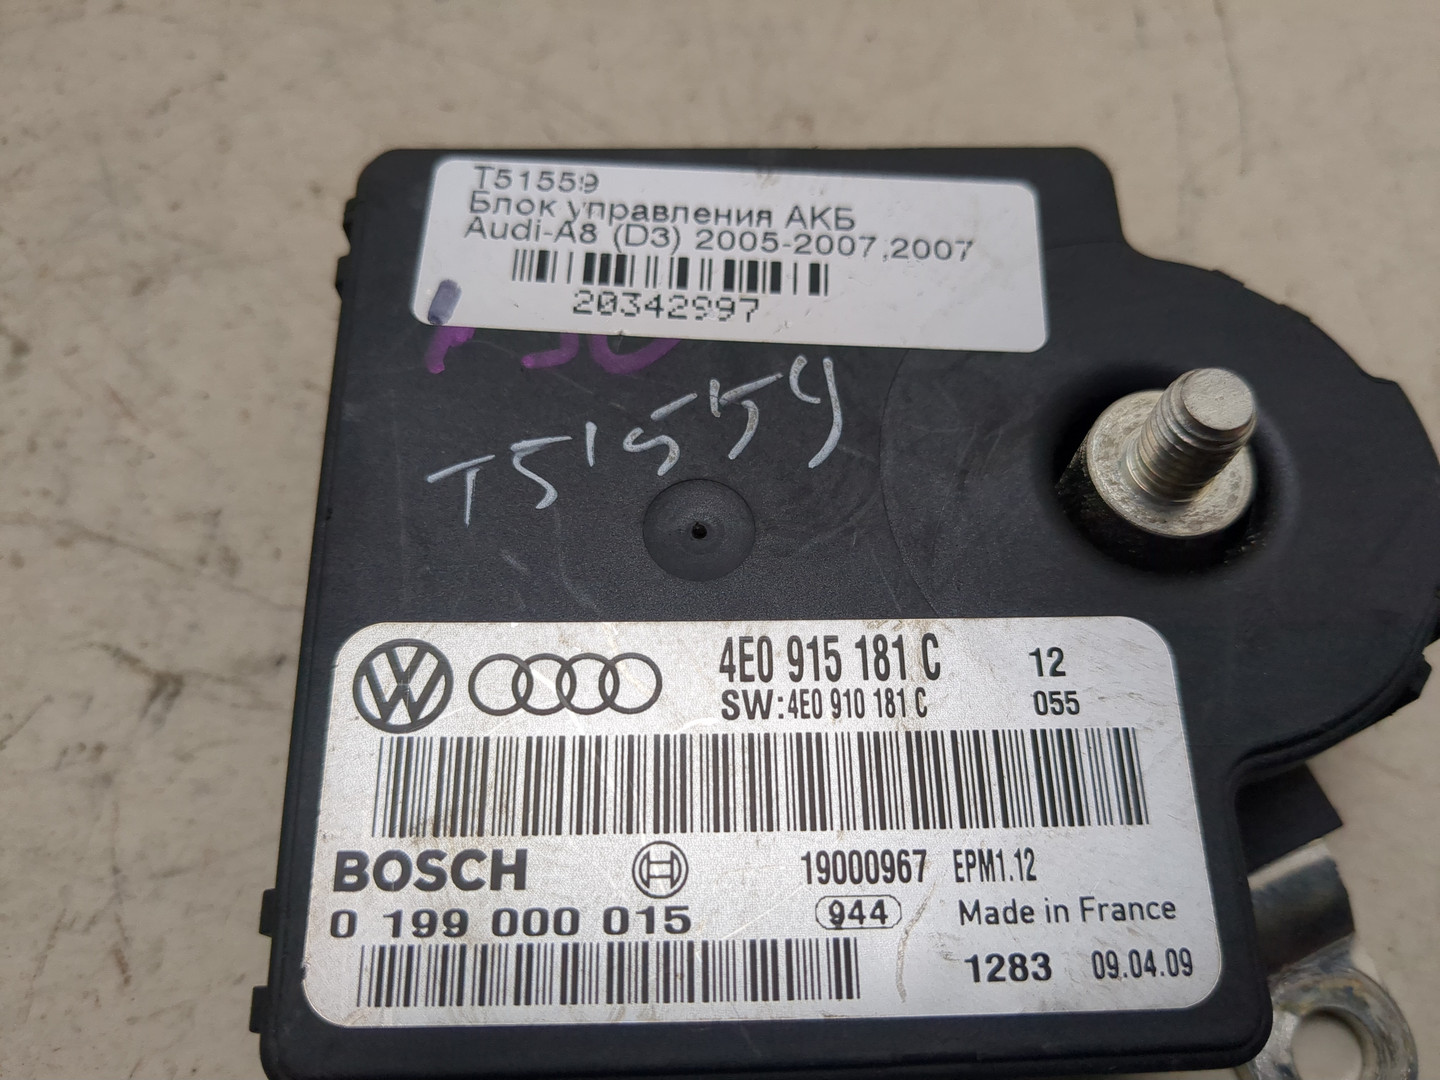 T51559
Блок управления АКБ
Audi-A8 (D3) 2005-2007,2007
20342997
T51559
4E0 915 181 C 12
SW:4E0 910 181 C 055
BOSCH 19000967 EPM1.12
0 199 000 015 944 Made in France
1283 09.04.09